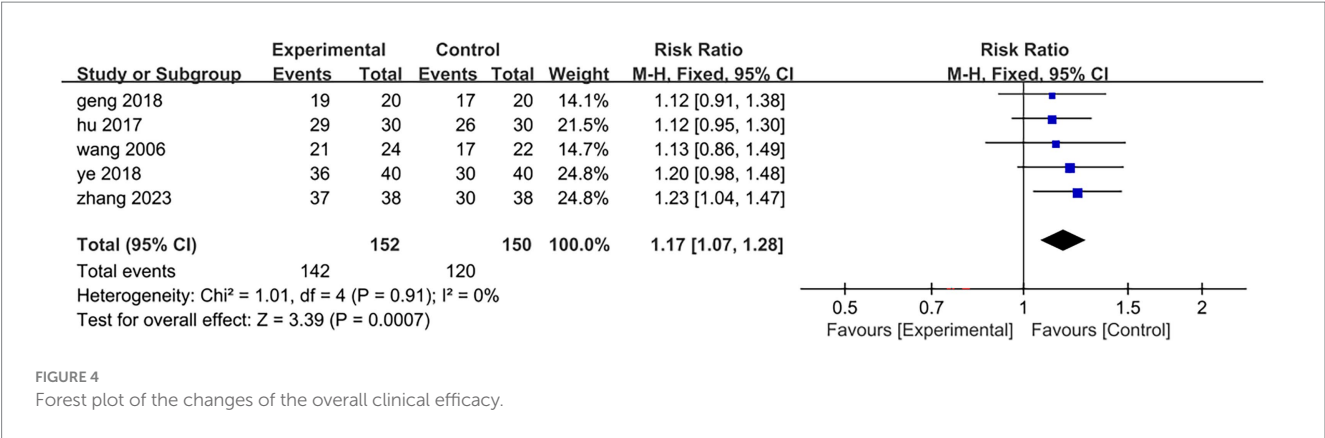 Experimental Control Risk Ratio Risk Ratio
Study or Subgroup Events Total Events Total Weight M-H, Fixed, 95% CI M-H, Fixed, 95% CI
geng 2018 19 20 17 20 14.1% 1.12 [0.91, 1.38]
hu 2017 29 30 26 30 21.5% 1.12 [0.95, 1.30]
wang 2006 21 24 17 22 14.7% 1.13 [0.86, 1.49]
ye 2018 36 40 30 40 24.8% 1.20 [0.98, 1.48]
zhang 2023 37 38 30 38 24.8% 1.23 [1.04, 1.47]
Total (95% CI) 152 150 100.0% 1.17 [1.07, 1.28]
Total events 142 120
Heterogeneity: Chi² = 1.01, df = 4 (P = 0.91); I² = 0%
Test for overall effect: Z = 3.39 (P = 0.0007)
0.5 0.7 1 1.5 2
Favours [Experimental] Favours [Control]
FIGURE 4
Forest plot of the changes of the overall clinical efficacy.